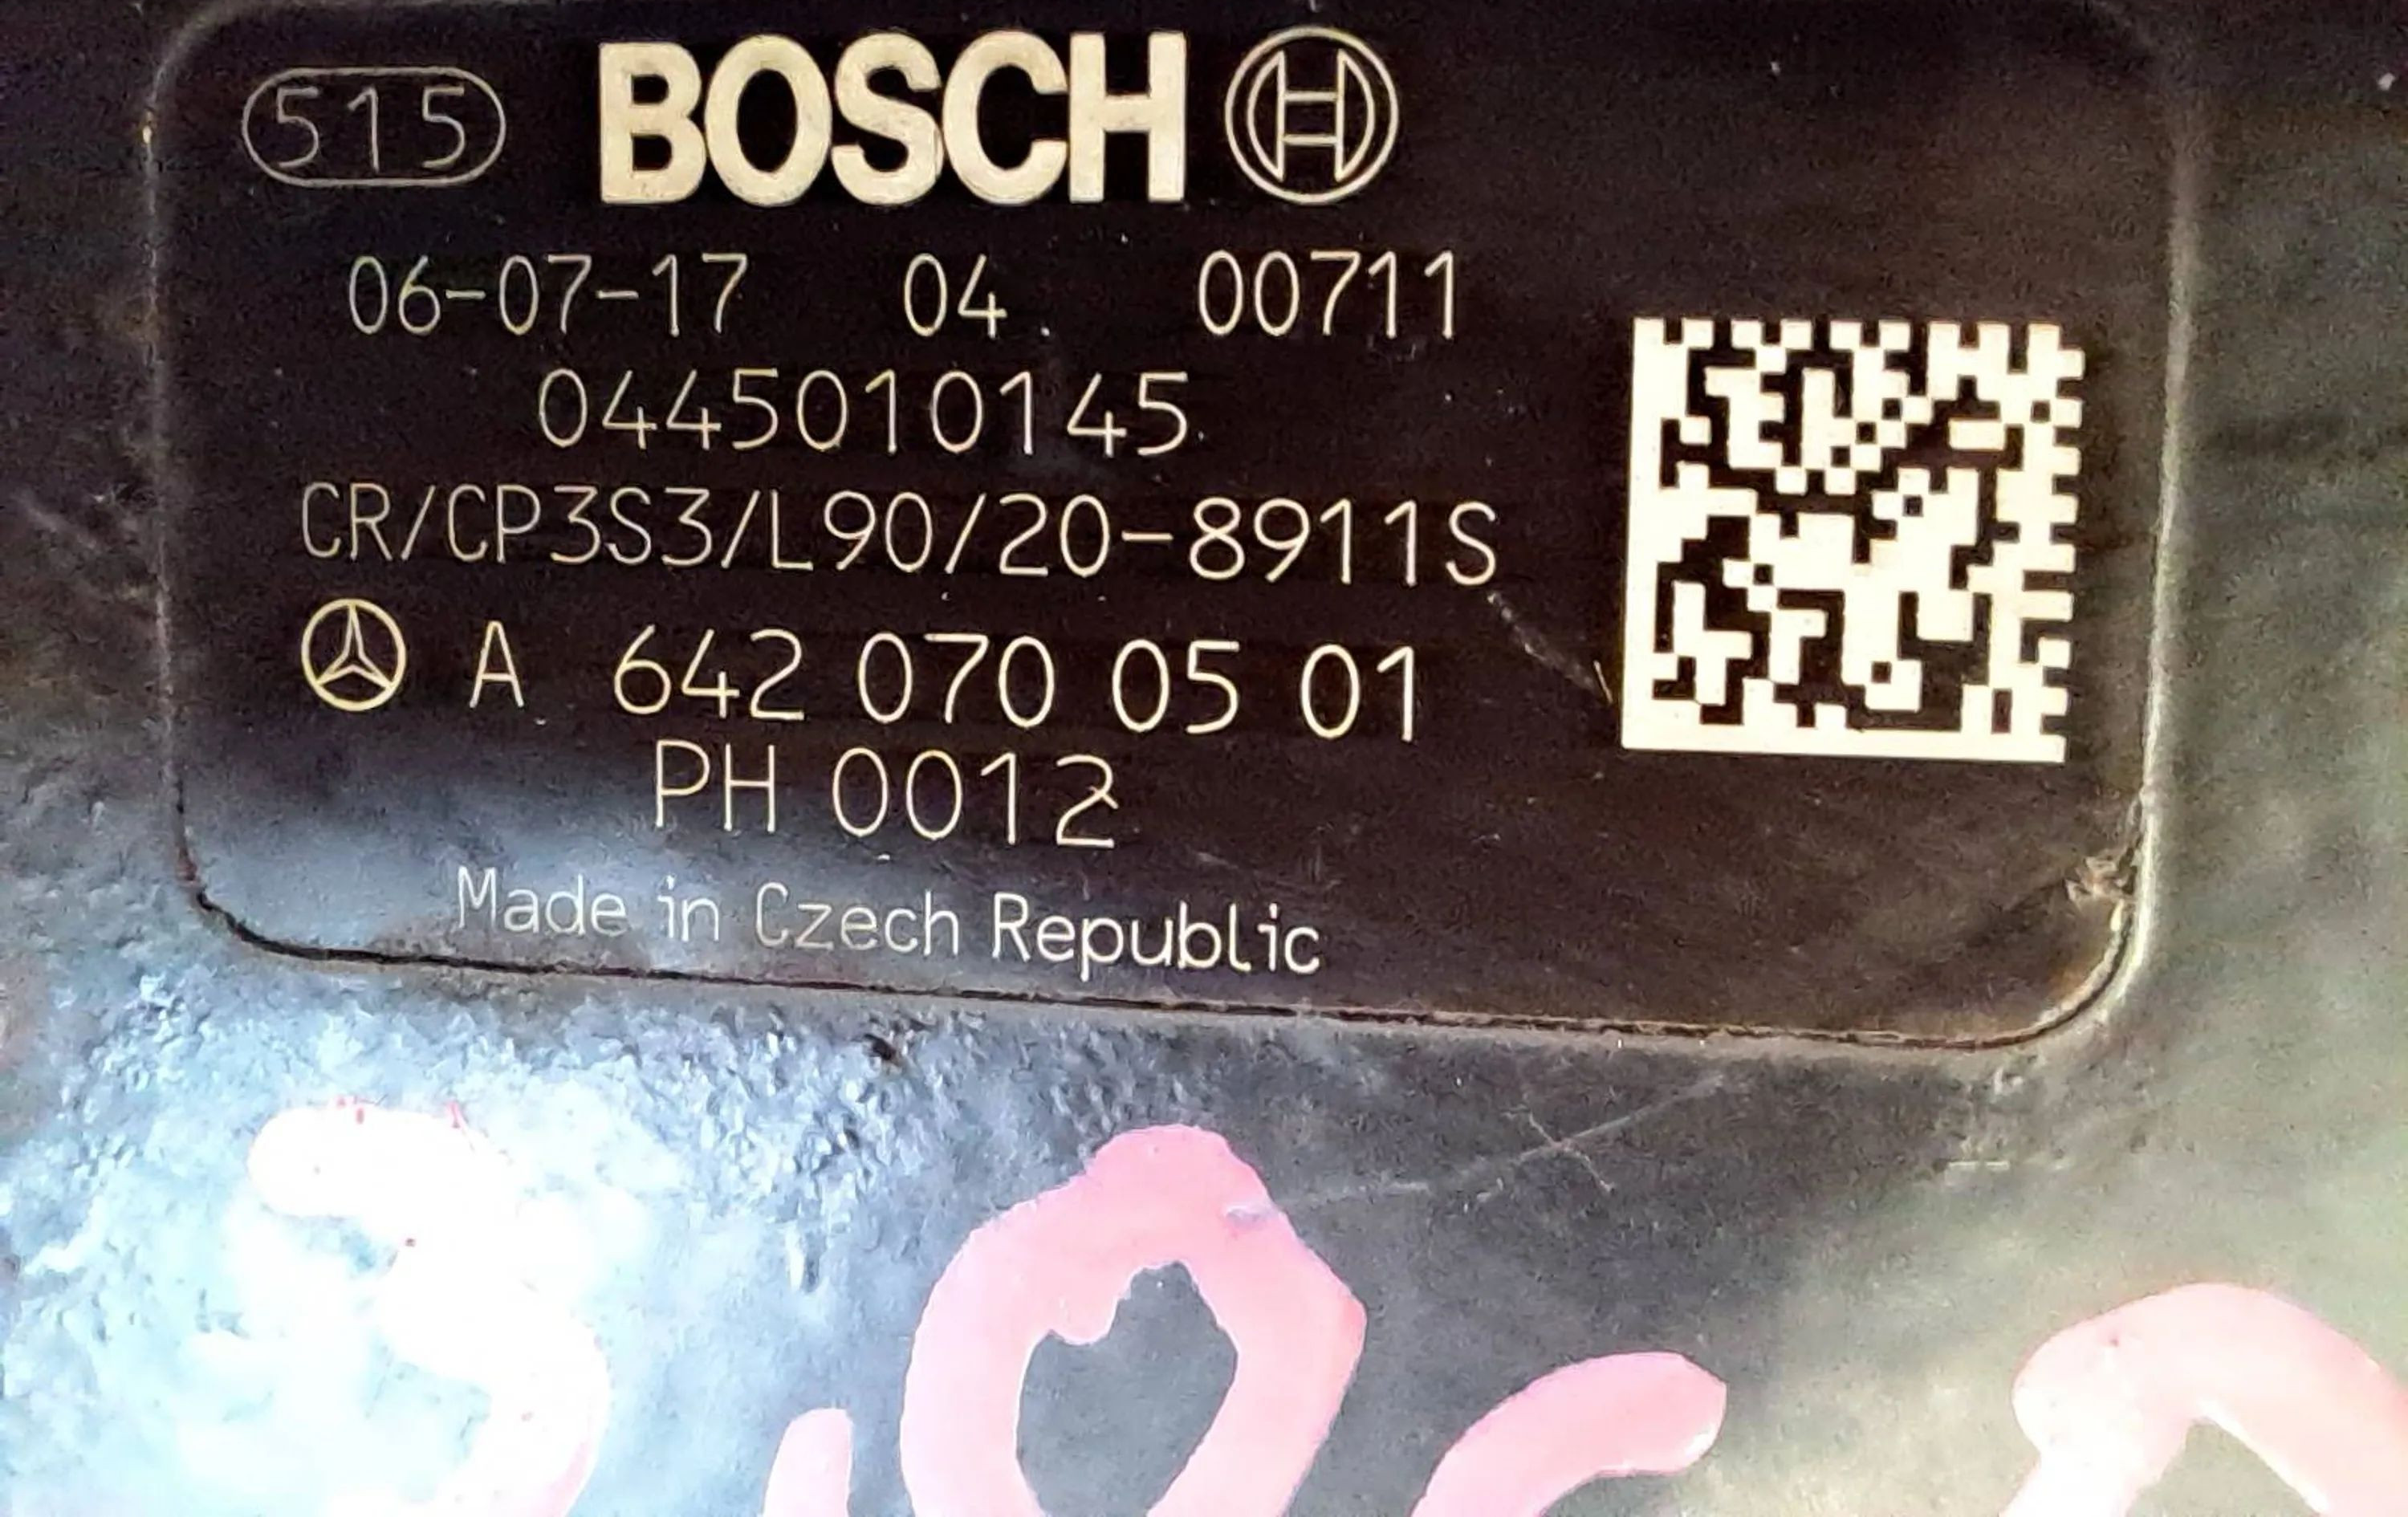 515 BOSCH
06-07-17 04 00711
0445010145
CR/CP3S3/L90/20-8911S
A 642 070 05 01
PH 0012
Made in Czech Republic